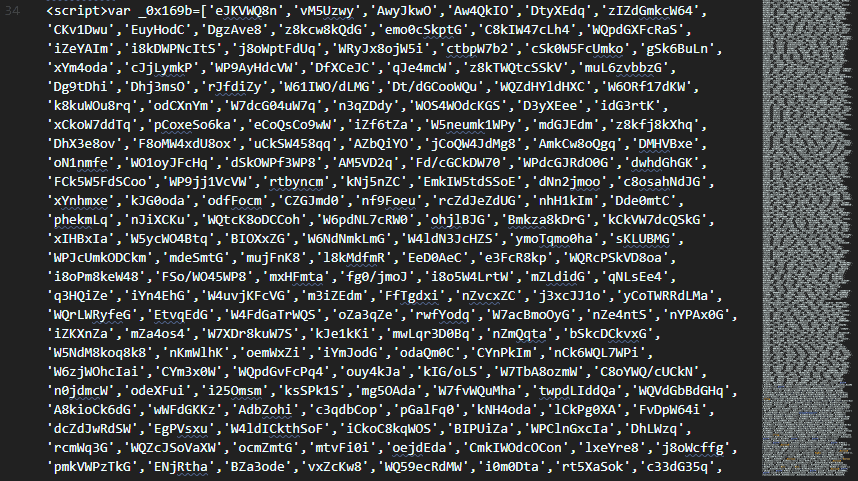 34 <script>var _0x169b=['eJKVWQ8n','vM5Uzwy','AwyJkwO','Aw4QkIO','DtyXEdq','zIZdGmkcW64',
'CKv1Dwu','EuyHodC','DgzAve8','z8kcw8kQdG','emo0cSkptG','C8kIW47cLh4','WQpdGXFcRaS',
'iZeYAIm','i8kDWPNcItS','j8oWptFdUq','WRyJx8ojW5i','ctbpW7b2','cSk0W5FcUmko','gSk6BuLn',
'xYm4oda','cJjLymkP','WP9AyHdcVW','DfXCeJC','qJe4mcW','z8kTWQtcSSkV','muL6zvbbzG',
'Dg9tDhi','Dhj3msO','rJfdiZy','W61IWO/dLMG','Dt/dGCooWQu','WQZdHYldHXC','W6ORf17dKW',
'k8kuWOu8rq','odCXnYm','W7dcG04uW7q','n3qZDdy','WOS4WOdcKGS','D3yXEee','idG3rtK',
'xCkoW7ddTq','pCoxeSo6ka','eCoQsCo9wW','iZf6tZa','W5neumk1WPy','mdGJEdm','z8kfj8kXhq',
'DhX3e8ov','F8oMW4xdU8ox','uCkSW458qq','AZbQiYO','jCoQW4JdMg8','AmkCw8oQgq','DMHVBxe',
'oN1nmfe','WO1oyJFcHq','dSkOWPf3WP8','AM5VD2q','Fd/cGCkDW70','WPdcGJRdO0G','dwhdGhGK',
'FCk5W5FdSCoo','WP9jj1VcVW','rtbyncm','kNj5nZC','EmkIW5tdSSoE','dNn2jmoo','c8osahNdJG',
'xYnhmxe','kJG0oda','odfFocm','CZGJmd0','nf9Foeu','rcZdJeZdUG','nhH1kIm','Dde0mtC',
'phekmLq','nJiXCKu','WQtcK8oDCCoh','W6pdNL7cRW0','ohjlBJG','Bmkza8kDrG','kCkVW7dcQSkG',
'xIHBxIa','W5ycWO4Btq','BIOXxZG','W6NdNmkLmG','W4ldN3JcHZS','ymoTqmo0ha','sKLUBMG',
'WPJcUmkODCkm','mdeSmtG','mujFnK8','l8kMdfmR','EeD0AeC','e3FcR8kp','WQRcPSkVD8oa',
'i8oPm8keW48','FSo/WO45WP8','mxHFmta','fg0/jmoJ','i8o5W4LrtW','mZLdidG','qNLsEe4',
'q3HQiZe','iYn4EhG','W4uvjKFcVG','m3iZEdm','FfTgdxi','nZvcxZC','j3xcJJ1o','yCoTWRRdLMa',
'WQrLWRyfeG','EtvqEdG','W4FdGaTrWQS','oZa3qZe','rwfYodq','W7acBmoOyG','nZe4ntS','nYPAx0G',
'iZKXnZa','mZa4os4','W7XDr8kuW7S','kJe1kKi','mwLqr3D0Bq','nZmQqta','bSkcDCkvxG',
'W5NdM8koq8k8','nKmWlhK','oemWxZi','iYmJodG','odaQm0C','CYnPkIm','nCk6WQL7WPi',
'W6zjWOhcIai','CYm3x0W','WQpdGvFcPq4','ouy4kJa','kIG/oLS','W7TbA8ozmW','C8oYWQ/cUCkN',
'n0jdmcW','odeXFui','i25Omsm','ksSPk1S','mg5OAda','W7fvWQuMha','twpdLIddQa','WQVdGbBdGHq',
'A8kioCk6dG','wWFdGKKz','AdbZohi','c3qdbCop','pGalFq0','kNH4oda','lCkPg0XA','FvDpW64i',
'dcZdJwRdSW','EgPVsxu','W4ldICkthSoF','iCkoC8kqWOS','BIPUiZa','WPClnGxcIa','DhLWzq',
'rcmWq3G','WQZcJSoVaXW','ocmZmtG','mtvFi0i','oejdEda','CmkIWOdcOCon','lxeYre8','j8oWcffg',
'pmkVWPzTkG','ENjRtha','BZa3ode','vxZcKw8','WQ59ecRdMW','i0m0Dta','rt5XaSok','c33dG35q',